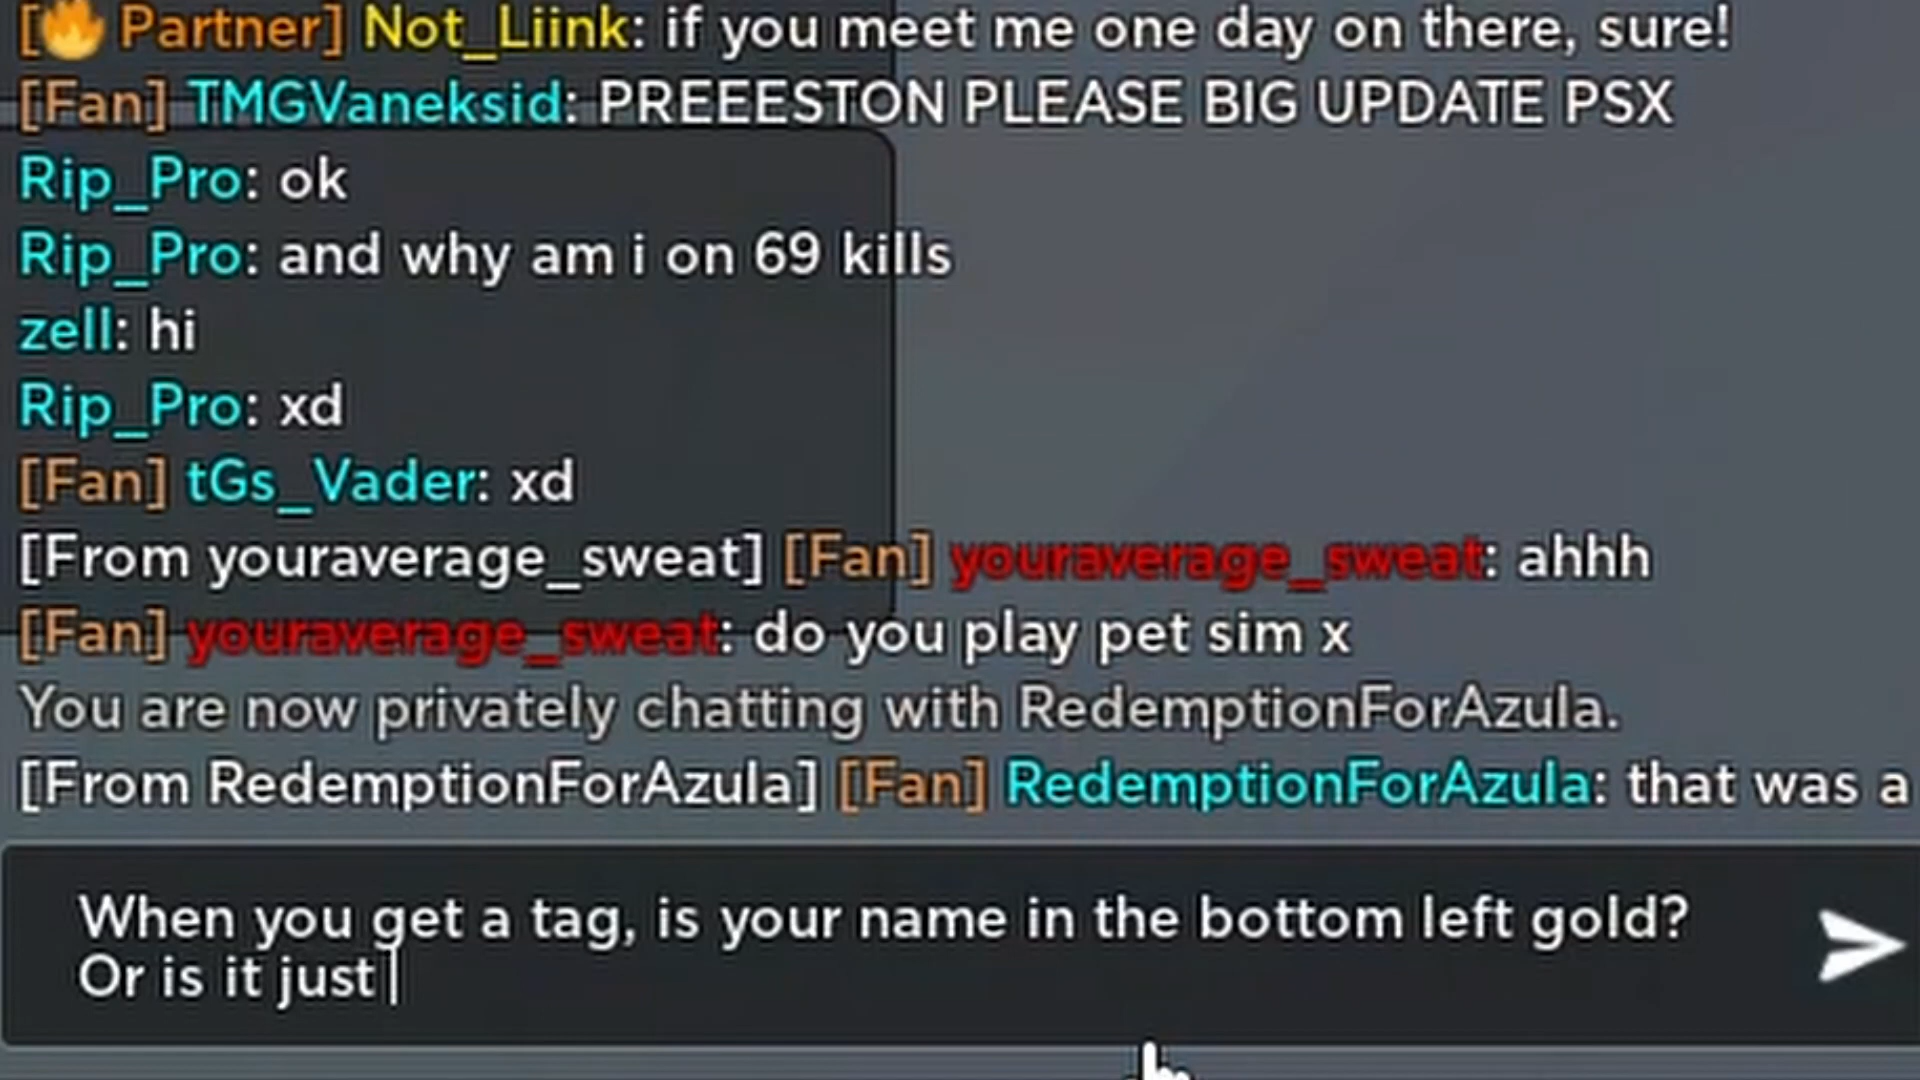 [🔥 Partner] Not_Liink: if you meet me one day on there, sure!
[Fan] TMGVaneksid: PREEESTON PLEASE BIG UPDATE PSX
Rip_Pro: ok
Rip_Pro: and why am i on 69 kills
zell: hi
Rip_Pro: xd
[Fan] tGs_Vader: xd
[From youraverage_sweat] [Fan] youraverage_sweat: ahhh
[Fan] youraverage_sweat: do you play pet sim x
You are now privately chatting with RedemptionForAzula.
[From RedemptionForAzula] [Fan] RedemptionForAzula: that was a
When you get a tag, is your name in the bottom left gold?
Or is it just